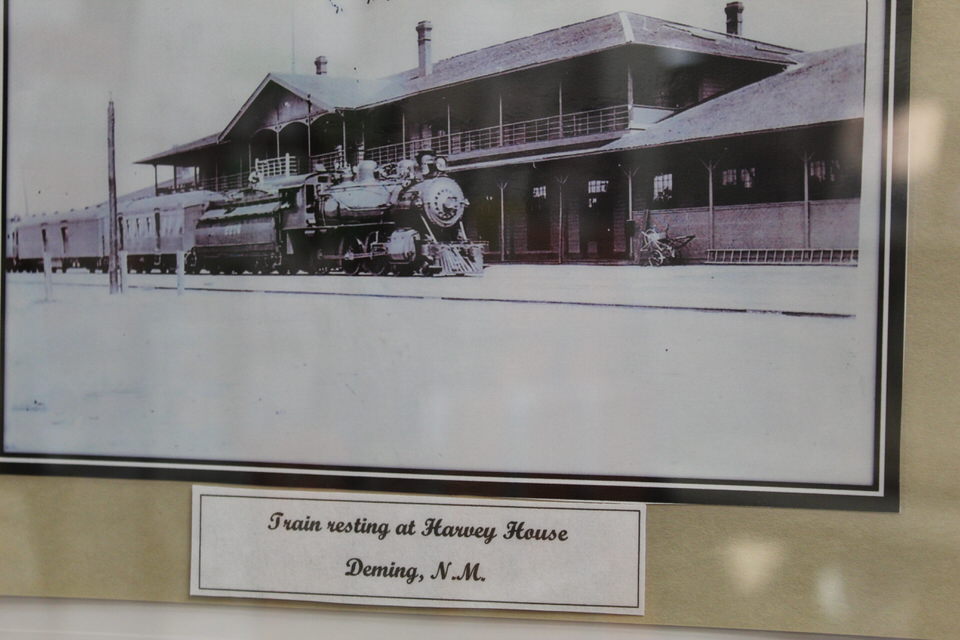 Train resting at Harvey House
Deming, N.M.